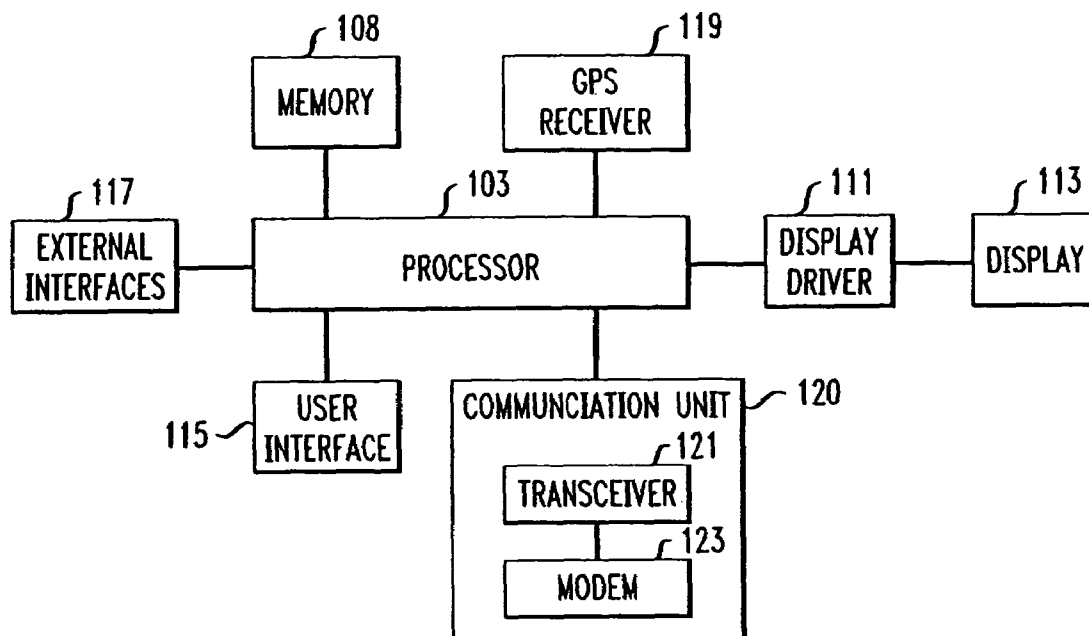 108
MEMORY
119
GPS
RECEIVER
117
EXTERNAL
INTERFACES
103
PROCESSOR
111
DISPLAY
DRIVER
113
DISPLAY
115
USER
INTERFACE
COMMUNCIATION UNIT
120
121
TRANSCEIVER
123
MODEM